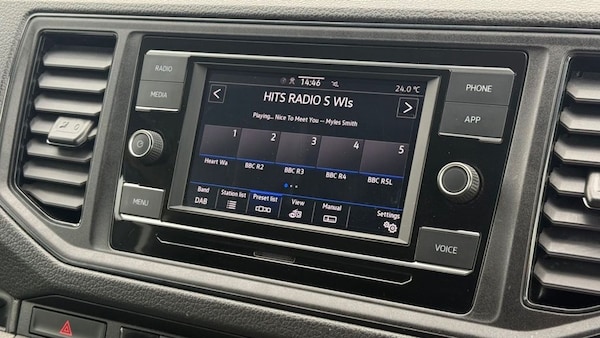 RADIO
MEDIA
MENU
14:46
24.0 °C
HITS RADIO S Wls
Playing... Nice To Meet You -- Myles Smith
1 2 3 4 5
Heart Wa BBC R2 BBC R3 BBC R4 BBC R5L
Band Station list Preset list View Manual Settings
DAB
PHONE
APP
VOICE